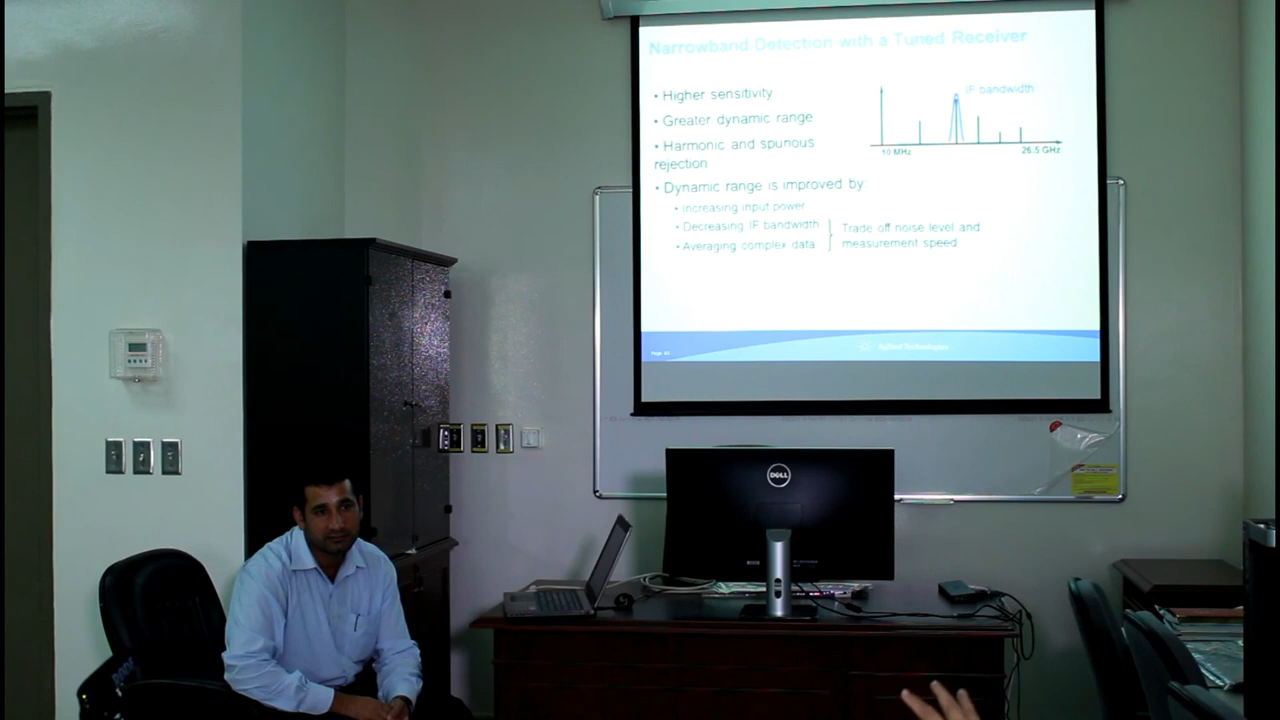 Narrowband Detection with a Tuned Receiver
• Higher sensitivity
• Greater dynamic range
• Harmonic and spurious
rejection
• Dynamic range is improved by:
• Increasing input power
• Decreasing IF bandwidth
• Averaging complex data
Trade off noise level and
measurement speed
IF bandwidth
10 MHz
26.5 GHz
Agilent Technologies
DELL